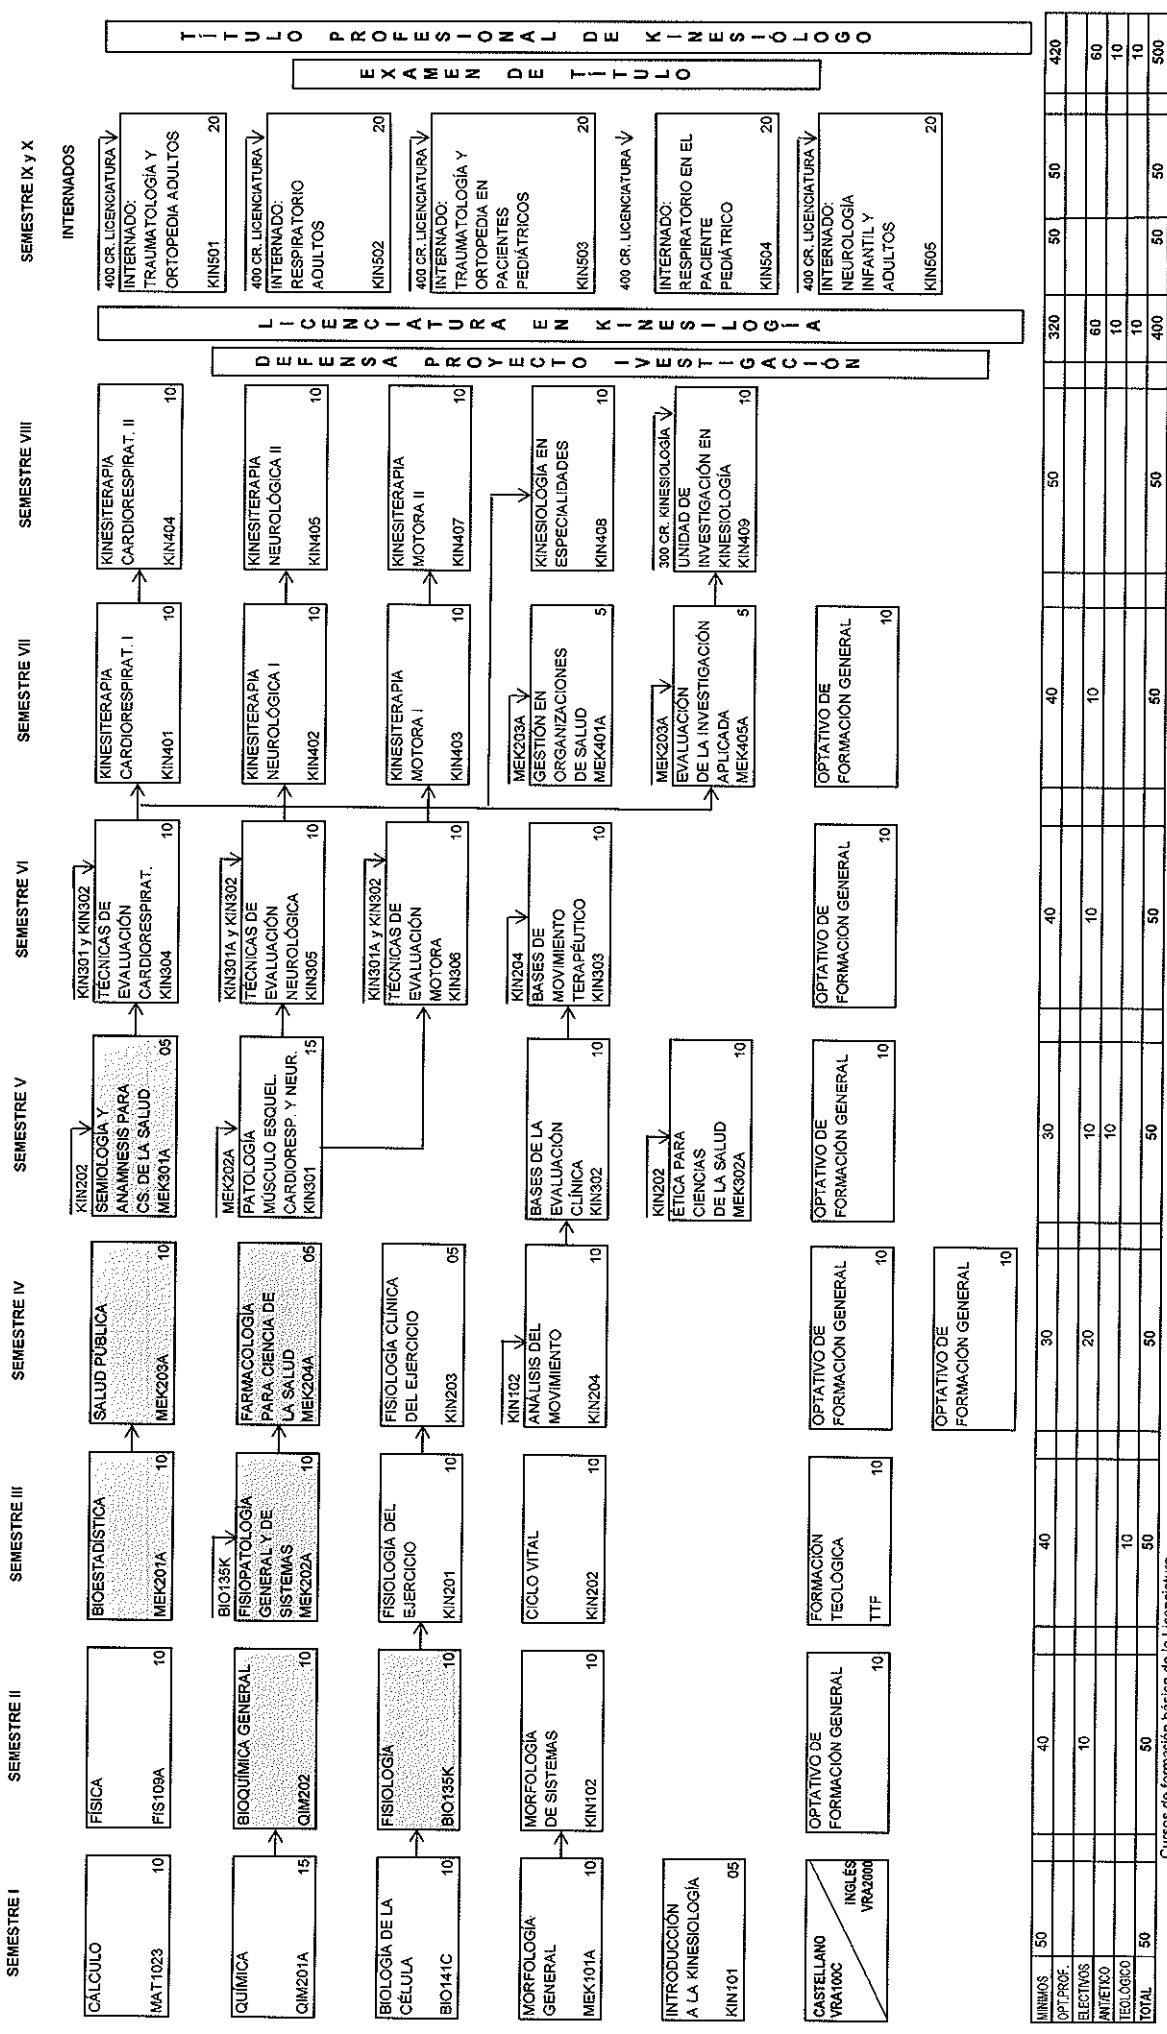 SEMESTRE I
CÁLCULO
MAT1023
10
QUÍMICA
QIM201A
15
BIOLOGÍA DE LA
CÉLULA
BIO141C
10
MORFOLOGÍA
GENERAL
MEK101A
10
INTRODUCCIÓN
A LA KINESIOLOGÍA
KIN101
05
CASTELLANO
VRA100C
INGLÉS
VRA2000
SEMESTRE II
FÍSICA
FIS109A
10
BIOQUÍMICA GENERAL
QIM202
10
FISIOLOGÍA
BIO135K
10
MORFOLOGÍA
DE SISTEMAS
KIN102
10
OPTATIVO DE
FORMACIÓN GENERAL
10
SEMESTRE III
BIOESTADÍSTICA
MEK201A
10
BIO135K
FISIOPATOLOGÍA
GENERAL Y DE
SISTEMAS
MEK202A
10
FISIOLOGÍA DEL
EJERCICIO
KIN201
10
CICLO VITAL
KIN202
10
FORMACIÓN
TEOLÓGICA
TTF
10
SEMESTRE IV
SALUD PÚBLICA
MEK203A
10
FARMACOLOGÍA
PARA CIENCIA DE
LA SALUD
MEK204A
05
FISIOLOGÍA CLÍNICA
DEL EJERCICIO
KIN203
05
KIN102
ANÁLISIS DEL
MOVIMIENTO
KIN204
10
OPTATIVO DE
FORMACIÓN GENERAL
10
OPTATIVO DE
FORMACIÓN GENERAL
10
SEMESTRE V
KIN202
SEMIOLOGÍA Y
ANAMNESIS PARA
CS. DE LA SALUD
MEK301A
05
MEK202A
PATOLOGÍA
MÚSCULO ESQUEL.
CARDIORESP. Y NEUR.
KIN301
15
BASES DE LA
EVALUACIÓN
CLÍNICA
KIN302
10
KIN202
ÉTICA PARA
CIENCIAS
DE LA SALUD
MEK302A
10
OPTATIVO DE
FORMACIÓN GENERAL
10
SEMESTRE VI
KIN301 y KIN302
TÉCNICAS DE
EVALUACIÓN
CARDIORESPIRAT.
KIN304
10
KIN301A y KIN302
TÉCNICAS DE
EVALUACIÓN
NEUROLÓGICA
KIN305
10
KIN301A y KIN302
TÉCNICAS DE
EVALUACIÓN
MOTORA
KIN306
10
KIN204
BASES DE
MOVIMIENTO
TERAPÉUTICO
KIN303
10
OPTATIVO DE
FORMACIÓN GENERAL
10
SEMESTRE VII
KINESITERAPIA
CARDIORESPIRAT. I
KIN401
10
KINESITERAPIA
NEUROLÓGICA I
KIN402
10
KINESITERAPIA
MOTORA I
KIN403
10
MEK203A
GESTIÓN EN
ORGANIZACIONES
DE SALUD
MEK401A
5
MEK203A
EVALUACIÓN
DE LA INVESTIGACIÓN
APLICADA
MEK405A
5
OPTATIVO DE
FORMACIÓN GENERAL
10
SEMESTRE VIII
KINESITERAPIA
CARDIORESPIRAT. II
KIN404
10
KINESITERAPIA
NEUROLÓGICA II
KIN405
10
KINESITERAPIA
MOTORA II
KIN407
10
KINESIOLOGÍA EN
ESPECIALIDADES
KIN408
10
300 CR. KINESIOLOGÍA
UNIDAD DE
INVESTIGACIÓN EN
KINESIOLOGÍA
KIN409
10
DEFENSA PROYECTO IVESTIGACIÓN
LICENCIATURA EN KINESILOGÍA
SEMESTRE IX y X
INTERNADOS
400 CR. LICENCIATURA
INTERNADO:
TRAUMATOLOGÍA Y
ORTOPEDIA ADULTOS
KIN501
20
400 CR. LICENCIATURA
INTERNADO:
RESPIRATORIO
ADULTOS
KIN502
20
400 CR. LICENCIATURA
INTERNADO:
TRAUMATOLOGÍA Y
ORTOPEDIA EN
PACIENTES
PEDIÁTRICOS
KIN503
20
400 CR. LICENCIATURA
INTERNADO:
RESPIRATORIO EN EL
PACIENTE
PEDIÁTRICO
KIN504
20
400 CR. LICENCIATURA
INTERNADO:
NEUROLOGÍA
INFANTIL Y
ADULTOS
KIN505
20
EXAMEN DE TÍTULO
TÍTULO PROFESIONAL DE KINESIÓLOGO
MINIMOS 50 40 40 30 30 40 40 50 320 50 50 420
OPT.PROF.
ELECTIVOS 10 20 10 10 10 60 60
ANT/ETICO 10 10 10
TEOLÓGICO 10 10 10
TOTAL 50 50 50 50 50 50 50 50 400 50 50 500
Cursos de formación básica de la Licenciatura